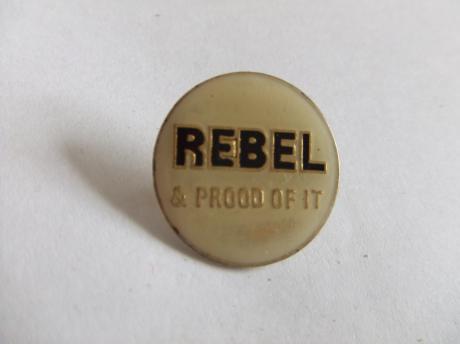 REBEL
& PROOD OF IT